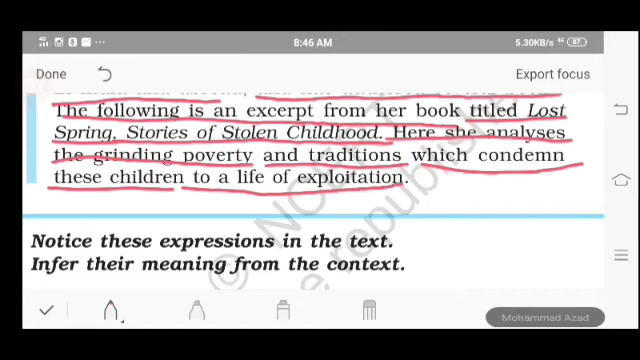 8:46 AM
5.30KB/s 4G 87
Done
Export focus
The following is an excerpt from her book titled Lost
Spring, Stories of Stolen Childhood. Here she analyses
the grinding poverty and traditions which condemn
these children to a life of exploitation.
Notice these expressions in the text.
Infer their meaning from the context.
Mohammad Azad